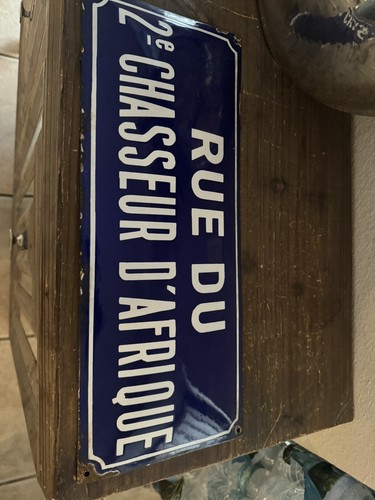 RUE DU
2e CHASSEUR D'AFRIQUE